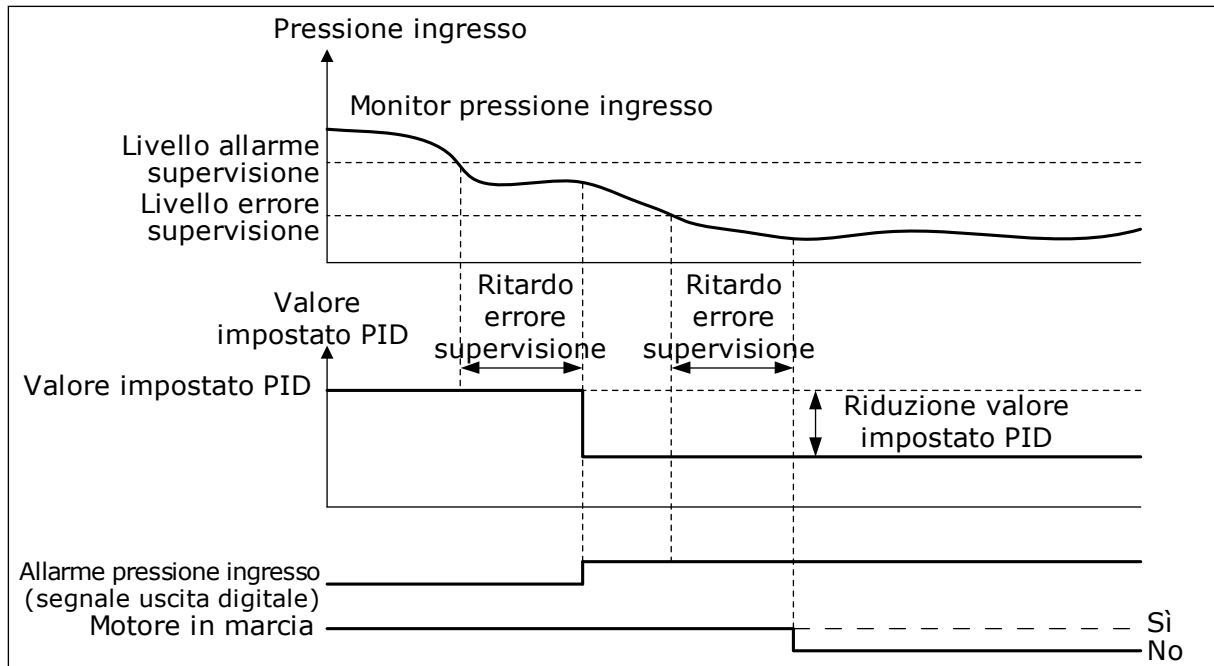 Pressione ingresso
Monitor pressione ingresso
Livello allarme
supervisione
Livello errore
supervisione
Valore
impostato PID
Ritardo
errore
supervisione
Ritardo
errore
supervisione
Valore impostato PID
Riduzione valore
impostato PID
Allarme pressione ingresso
(segnale uscita digitale)
Motore in marcia
Sì
No